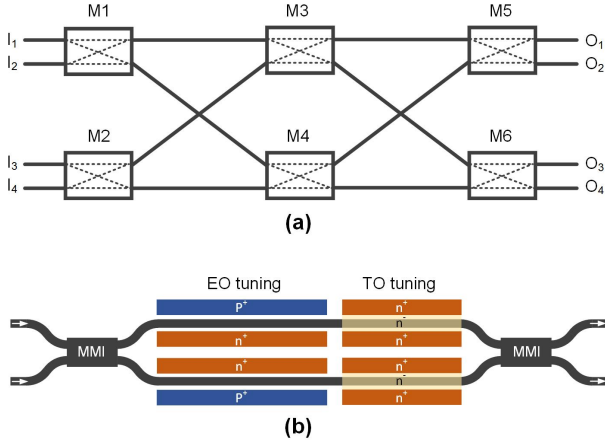 M1 M3 M5
I₁ O₁
I₂ O₂
M2 M4 M6
I₃ O₃
I₄ O₄
(a)
EO tuning TO tuning
P⁺ n⁺
n⁻
n⁺ n⁺
MMI MMI
n⁺ n⁺
n⁻
P⁺ n⁺
(b)